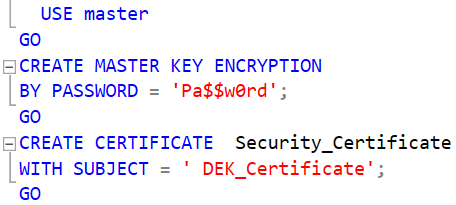 USE master
GO
CREATE MASTER KEY ENCRYPTION
BY PASSWORD = 'Pa$$w0rd';
GO
CREATE CERTIFICATE  Security_Certificate
WITH SUBJECT = ' DEK_Certificate';
GO